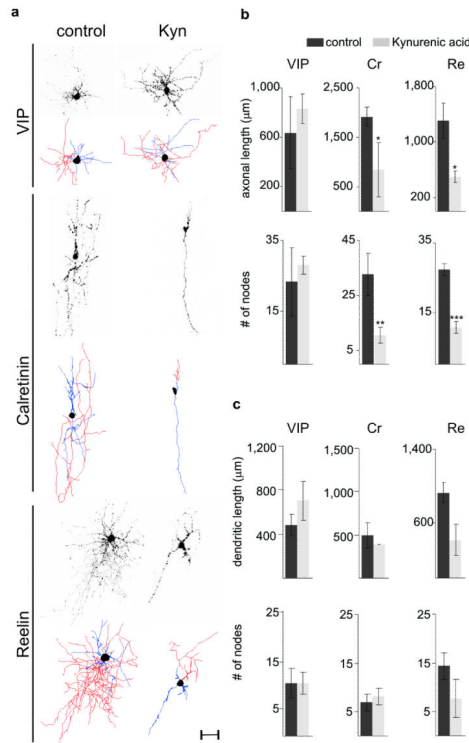 a
control Kyn
VIP
Calretinin
Reelin
b
control
Kynurenic acid
VIP Cr Re
axonal length (µm)
1,000
600
200
2,500
1,500
500
1,800
1,000
200
# of nodes
35
25
15
45
25
5
35
15
*
*
**
***
c
VIP Cr Re
dendritic length (µm)
1,200
800
400
1,500
1,000
500
1,400
600
# of nodes
25
15
5
25
15
5
25
15
5